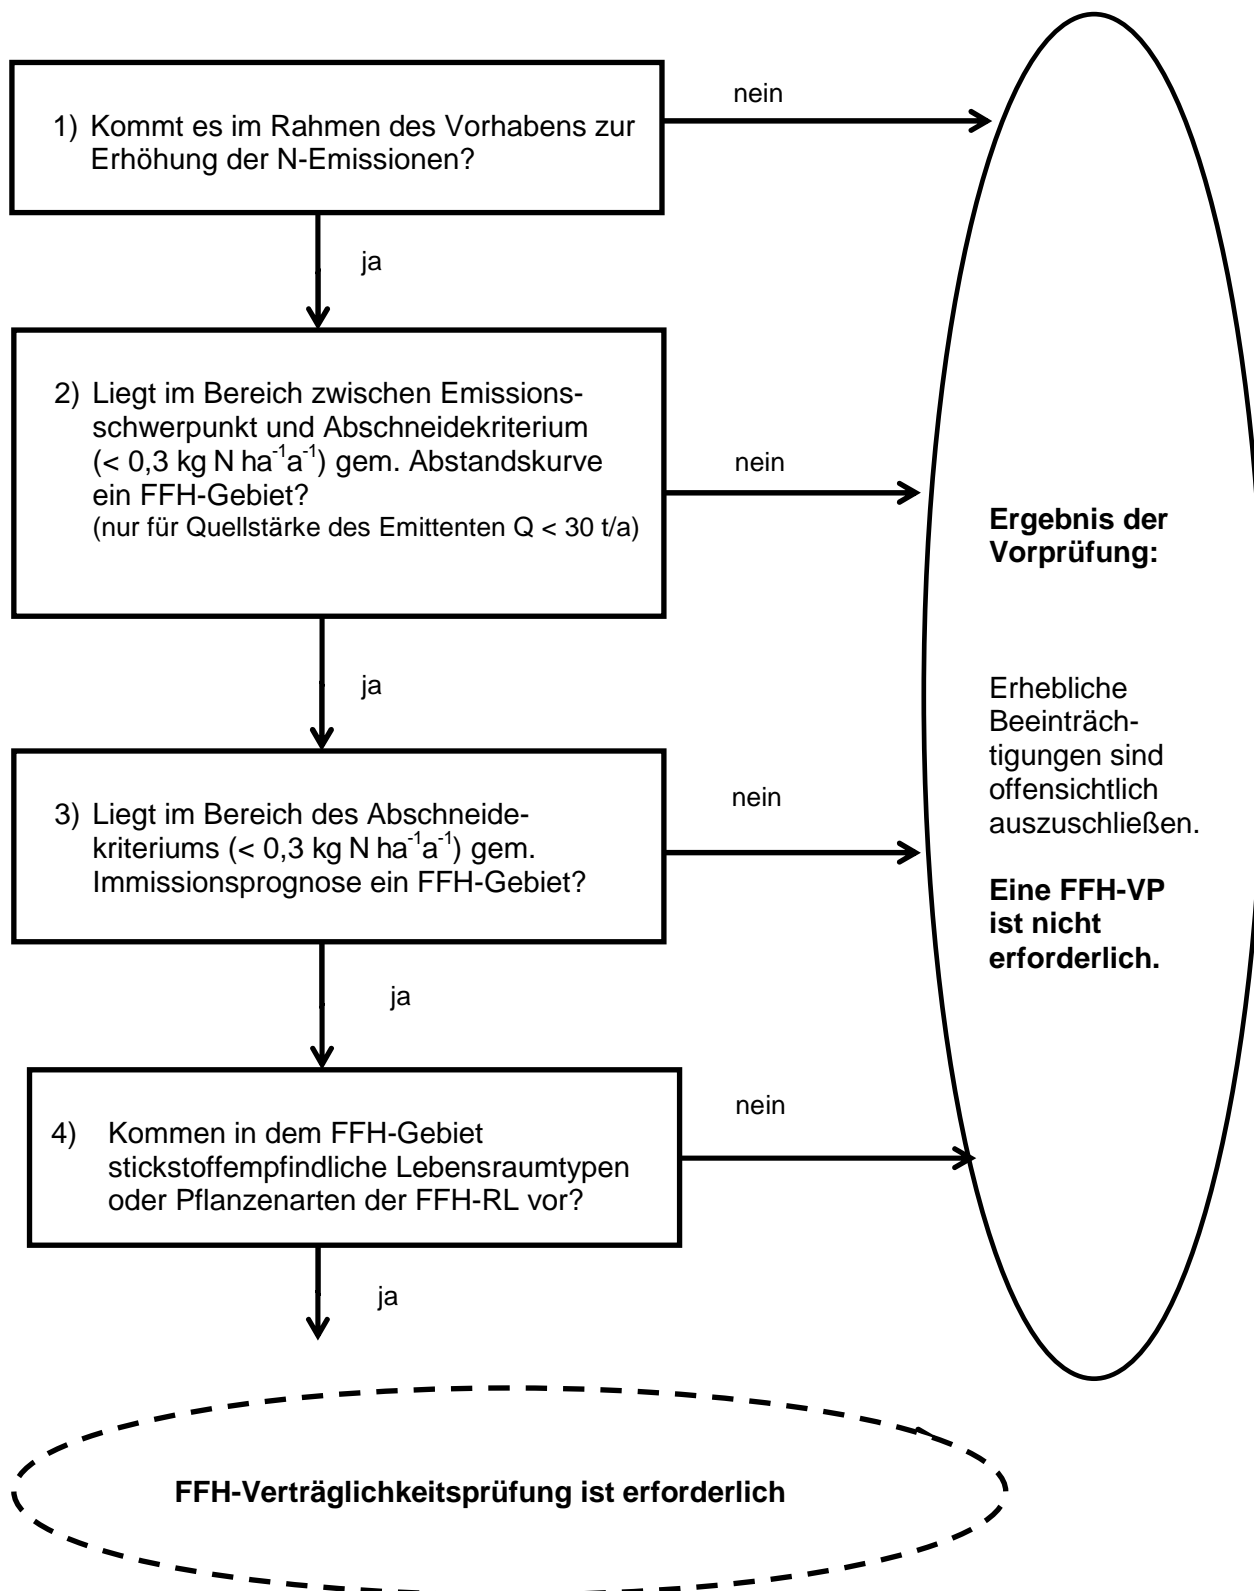 1) Kommt es im Rahmen des Vorhabens zur
Erhöhung der N-Emissionen?
nein
ja
2) Liegt im Bereich zwischen Emissions-
schwerpunkt und Abschneidekriterium
(< 0,3 kg N ha⁻¹a⁻¹) gem. Abstandskurve
ein FFH-Gebiet?
(nur für Quellstärke des Emittenten Q < 30 t/a)
nein
ja
3) Liegt im Bereich des Abschneide-
kriteriums (< 0,3 kg N ha⁻¹a⁻¹) gem.
Immissionsprognose ein FFH-Gebiet?
nein
ja
4) Kommen in dem FFH-Gebiet
stickstoffempfindliche Lebensraumtypen
oder Pflanzenarten der FFH-RL vor?
nein
ja
Ergebnis der
Vorprüfung:
Erhebliche
Beeinträch-
tigungen sind
offensichtlich
auszuschließen.
Eine FFH-VP
ist nicht
erforderlich.
FFH-Verträglichkeitsprüfung ist erforderlich